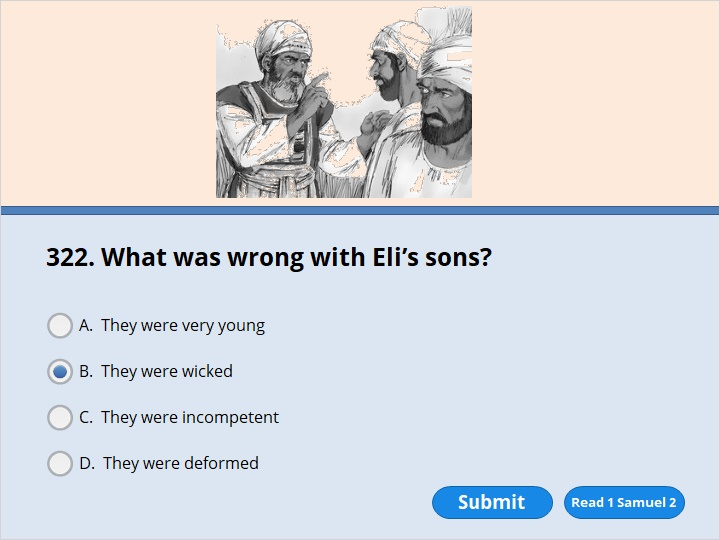 322. What was wrong with Eli’s sons?
A. They were very young
B. They were wicked
C. They were incompetent
D. They were deformed
Submit
Read 1 Samuel 2